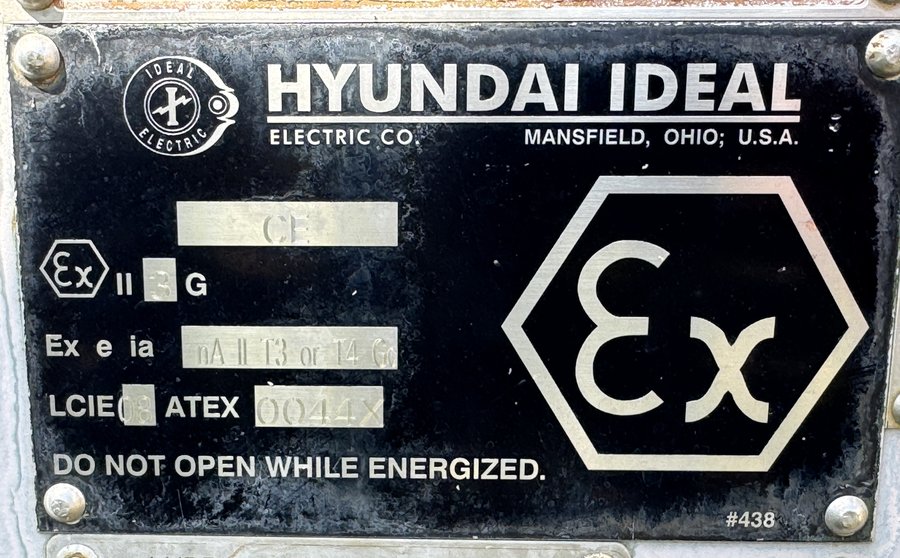 IDEAL ELECTRIC
HYUNDAI IDEAL
ELECTRIC CO. MANSFIELD, OHIO; U.S.A.
CE
Ex II 3 G
Ex e ia nA II T3 or T4 Gc
LCIE 08 ATEX 0044X
DO NOT OPEN WHILE ENERGIZED.
Ex
#438